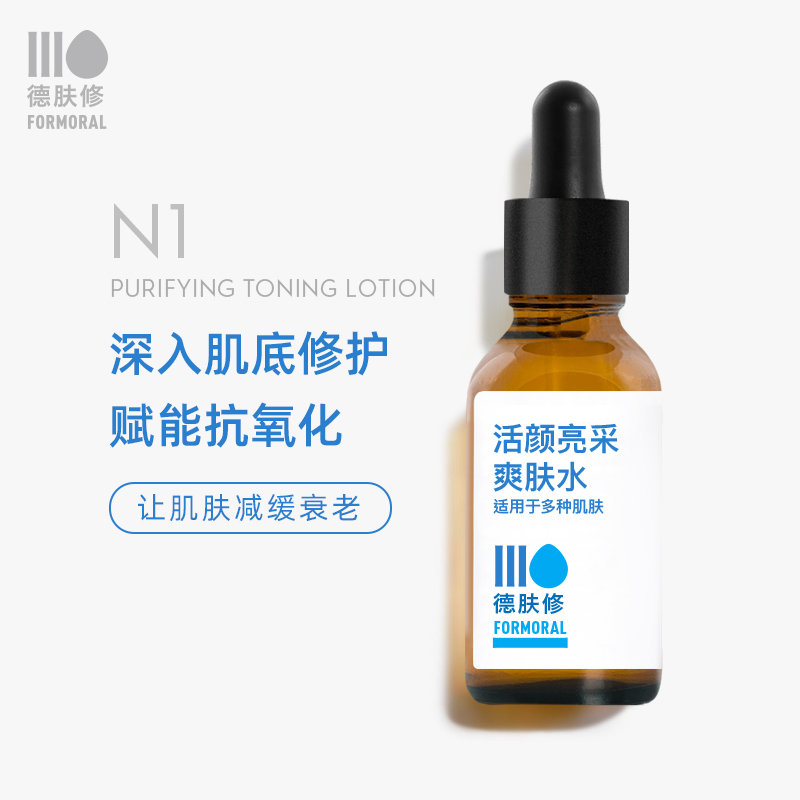 德肤修
FORMORAL
N1
PURIFYING TONING LOTION
深入肌底修护
赋能抗氧化
让肌肤减缓衰老
活颜亮采
爽肤水
适用于多种肌肤
德肤修
FORMORAL